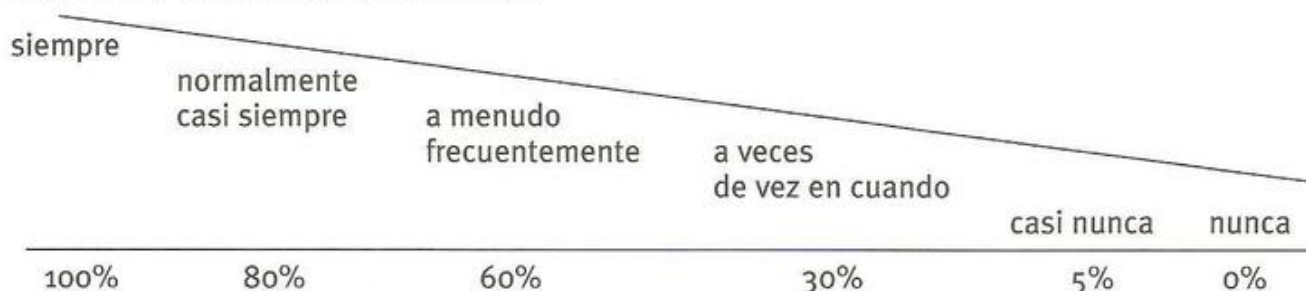 siempre
normalmente
casi siempre
a menudo
frecuentemente
a veces
de vez en cuando
casi nunca nunca
100% 80% 60% 30% 5% 0%